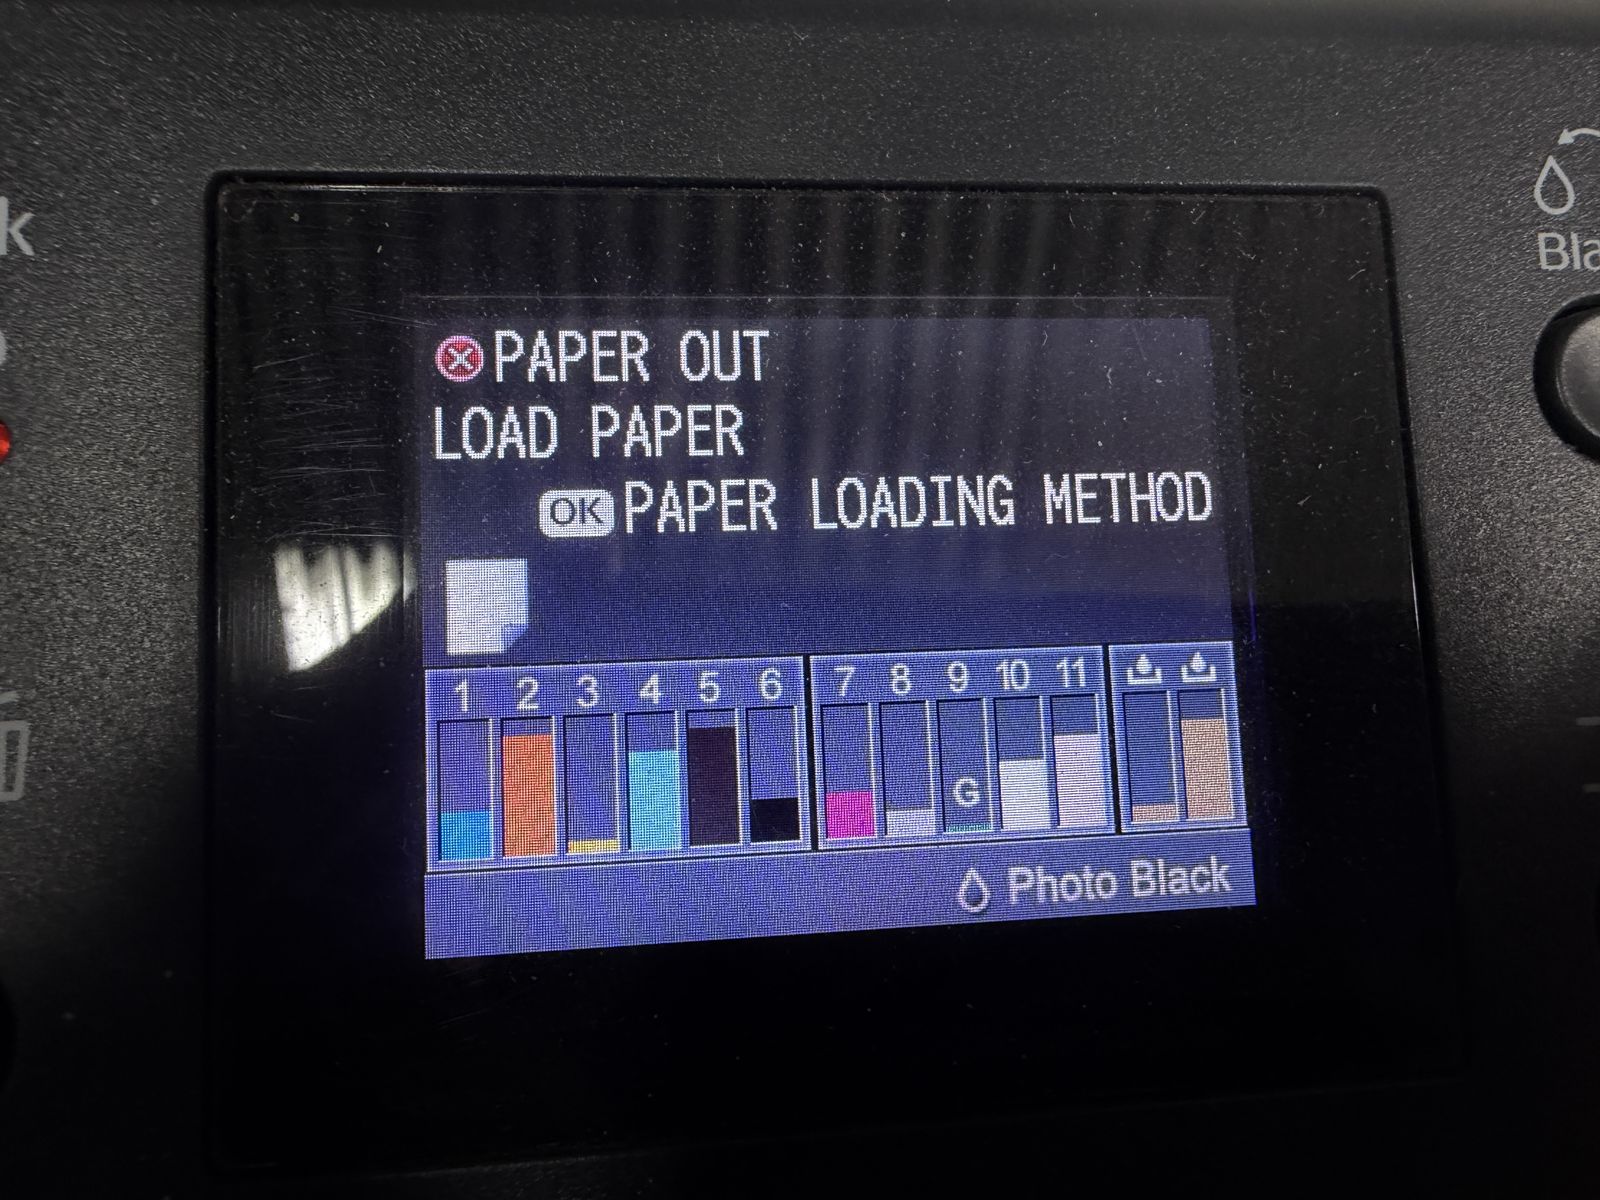 k
Bla
PAPER OUT
LOAD PAPER
OK PAPER LOADING METHOD
1 2 3 4 5 6 7 8 9 10 11
G
Photo Black